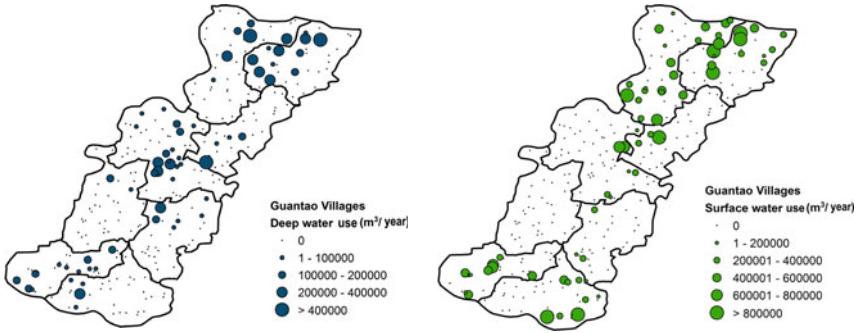 Guantao Villages
Deep water use (m³/ year)
0
1 - 100000
100000 - 200000
200000 - 400000
> 400000
Guantao Villages
Surface water use (m³/ year)
0
1 - 200000
200001 - 400000
400001 - 600000
600001 - 800000
> 800000